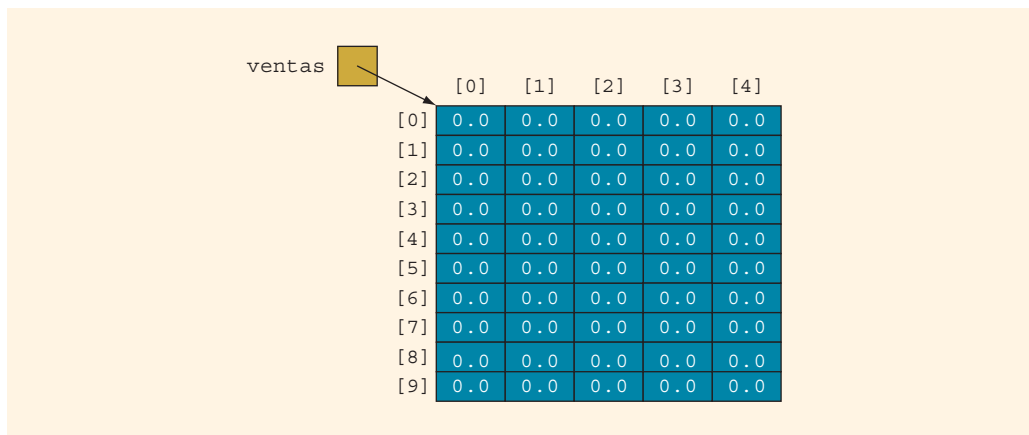 ventas
[0] [1] [2] [3] [4]
[0] 0.0 0.0 0.0 0.0 0.0
[1] 0.0 0.0 0.0 0.0 0.0
[2] 0.0 0.0 0.0 0.0 0.0
[3] 0.0 0.0 0.0 0.0 0.0
[4] 0.0 0.0 0.0 0.0 0.0
[5] 0.0 0.0 0.0 0.0 0.0
[6] 0.0 0.0 0.0 0.0 0.0
[7] 0.0 0.0 0.0 0.0 0.0
[8] 0.0 0.0 0.0 0.0 0.0
[9] 0.0 0.0 0.0 0.0 0.0